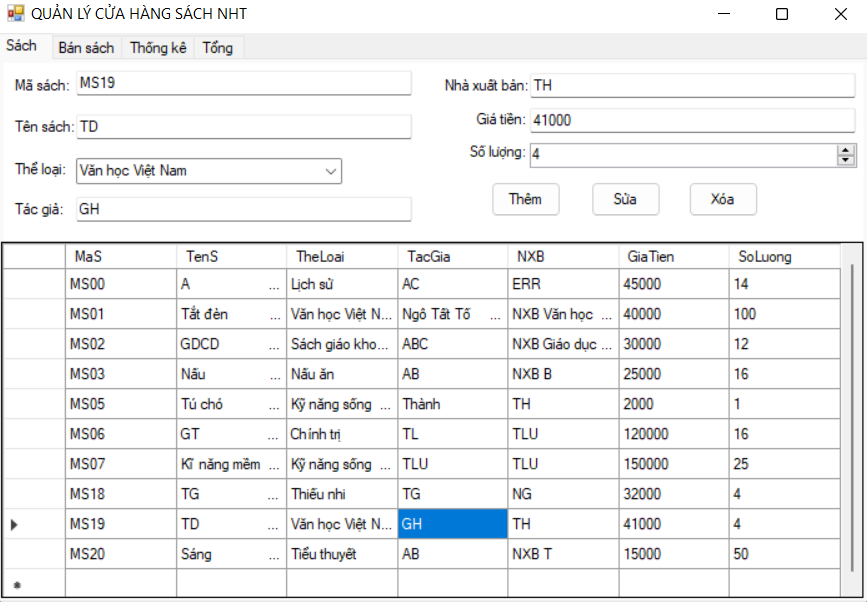 QUẢN LÝ CỬA HÀNG SÁCH NHT
Sách Bán sách Thống kê Tổng
Mã sách: MS19 Nhà xuất bản: TH
Tên sách: TD Giá tiền: 41000
Thể loại: Văn học Việt Nam Số lượng: 4
Tác giả: GH Thêm Sửa Xóa
MaS TenS TheLoai TacGia NXB GiaTien SoLuong
MS00 A ... Lịch sử AC ERR 45000 14
MS01 Tắt đèn ... Văn học Việt N... Ngô Tất Tố ... NXB Văn học ... 40000 100
MS02 GDCD ... Sách giáo kho... ABC NXB Giáo dục ... 30000 12
MS03 Nấu ... Nấu ăn AB NXB B 25000 16
MS05 Tú chó ... Kỹ năng sống ... Thành TH 2000 1
MS06 GT ... Chính trị TL TLU 120000 16
MS07 Kĩ năng mềm ... Kỹ năng sống ... TLU TLU 150000 25
MS18 TG ... Thiếu nhi TG NG 32000 4
MS19 TD ... Văn học Việt N... GH TH 41000 4
MS20 Sáng ... Tiểu thuyết AB NXB T 15000 50